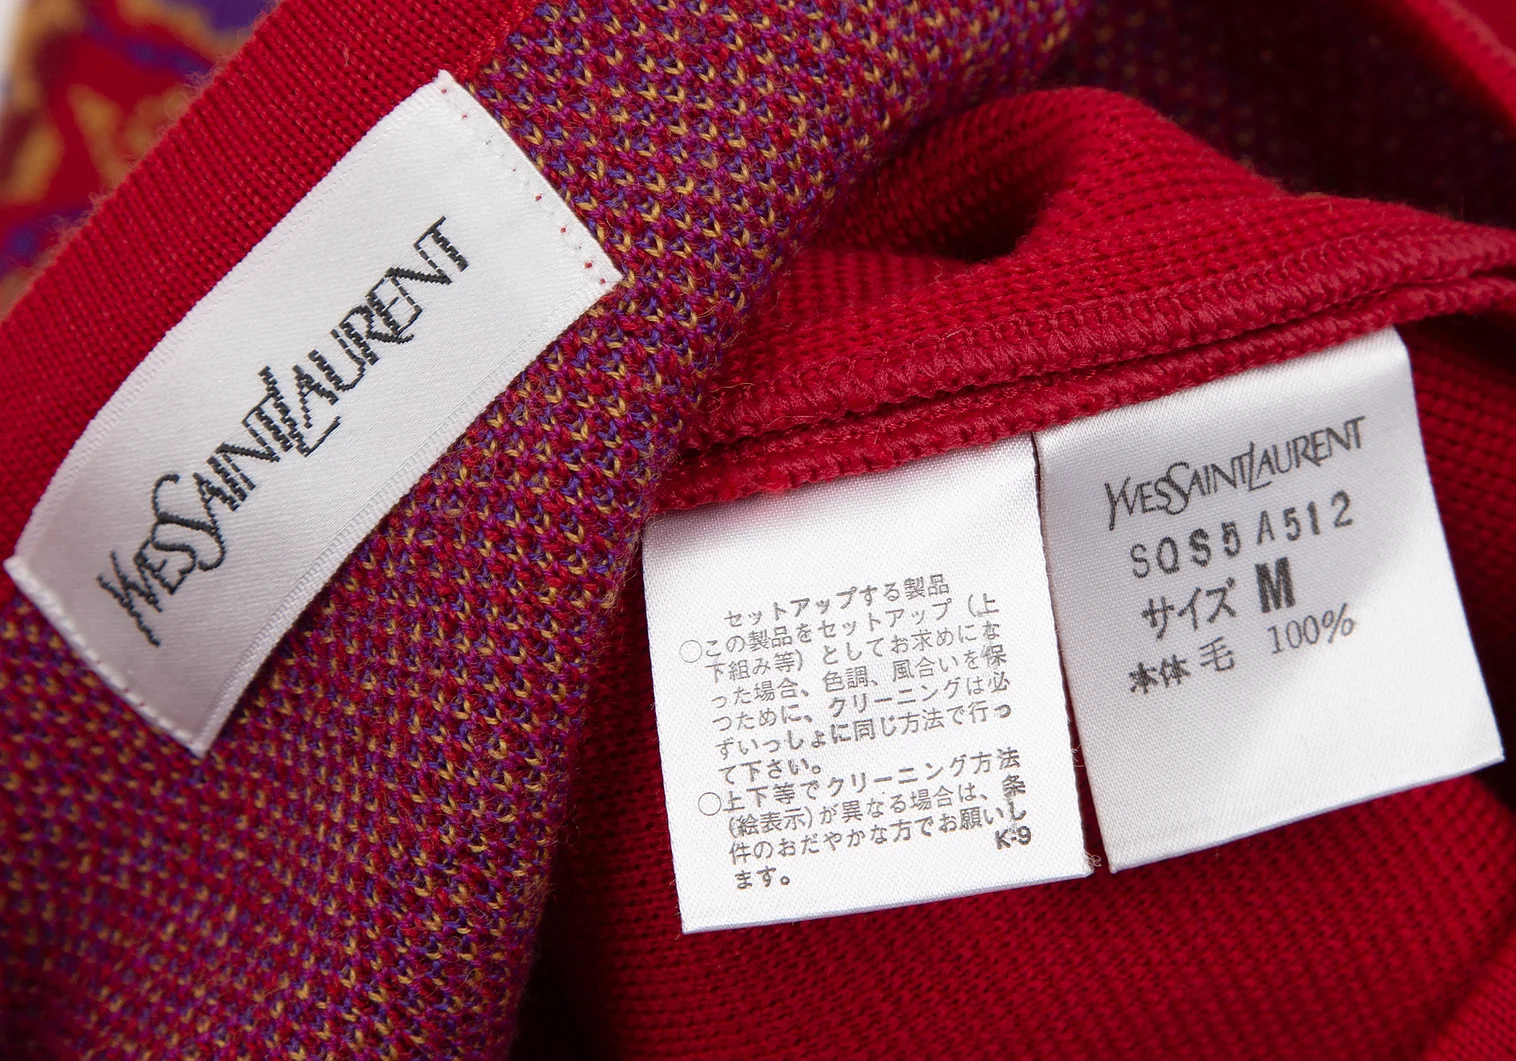 YVESSAINTLAURENT
セットアップする製品
○この製品をセットアップ（上
下組み等）としてお求めにな
った場合、色調、風合いを保
つために、クリーニングは必
ずいっしょに同じ方法で行っ
て下さい。
○上下等でクリーニング方法
(絵表示)が異なる場合は、条
件のおだやかな方でお願いし
ます。
K-9
YVESSAINTLAURENT
SQS5A512
サイズ M
本体 毛 100%